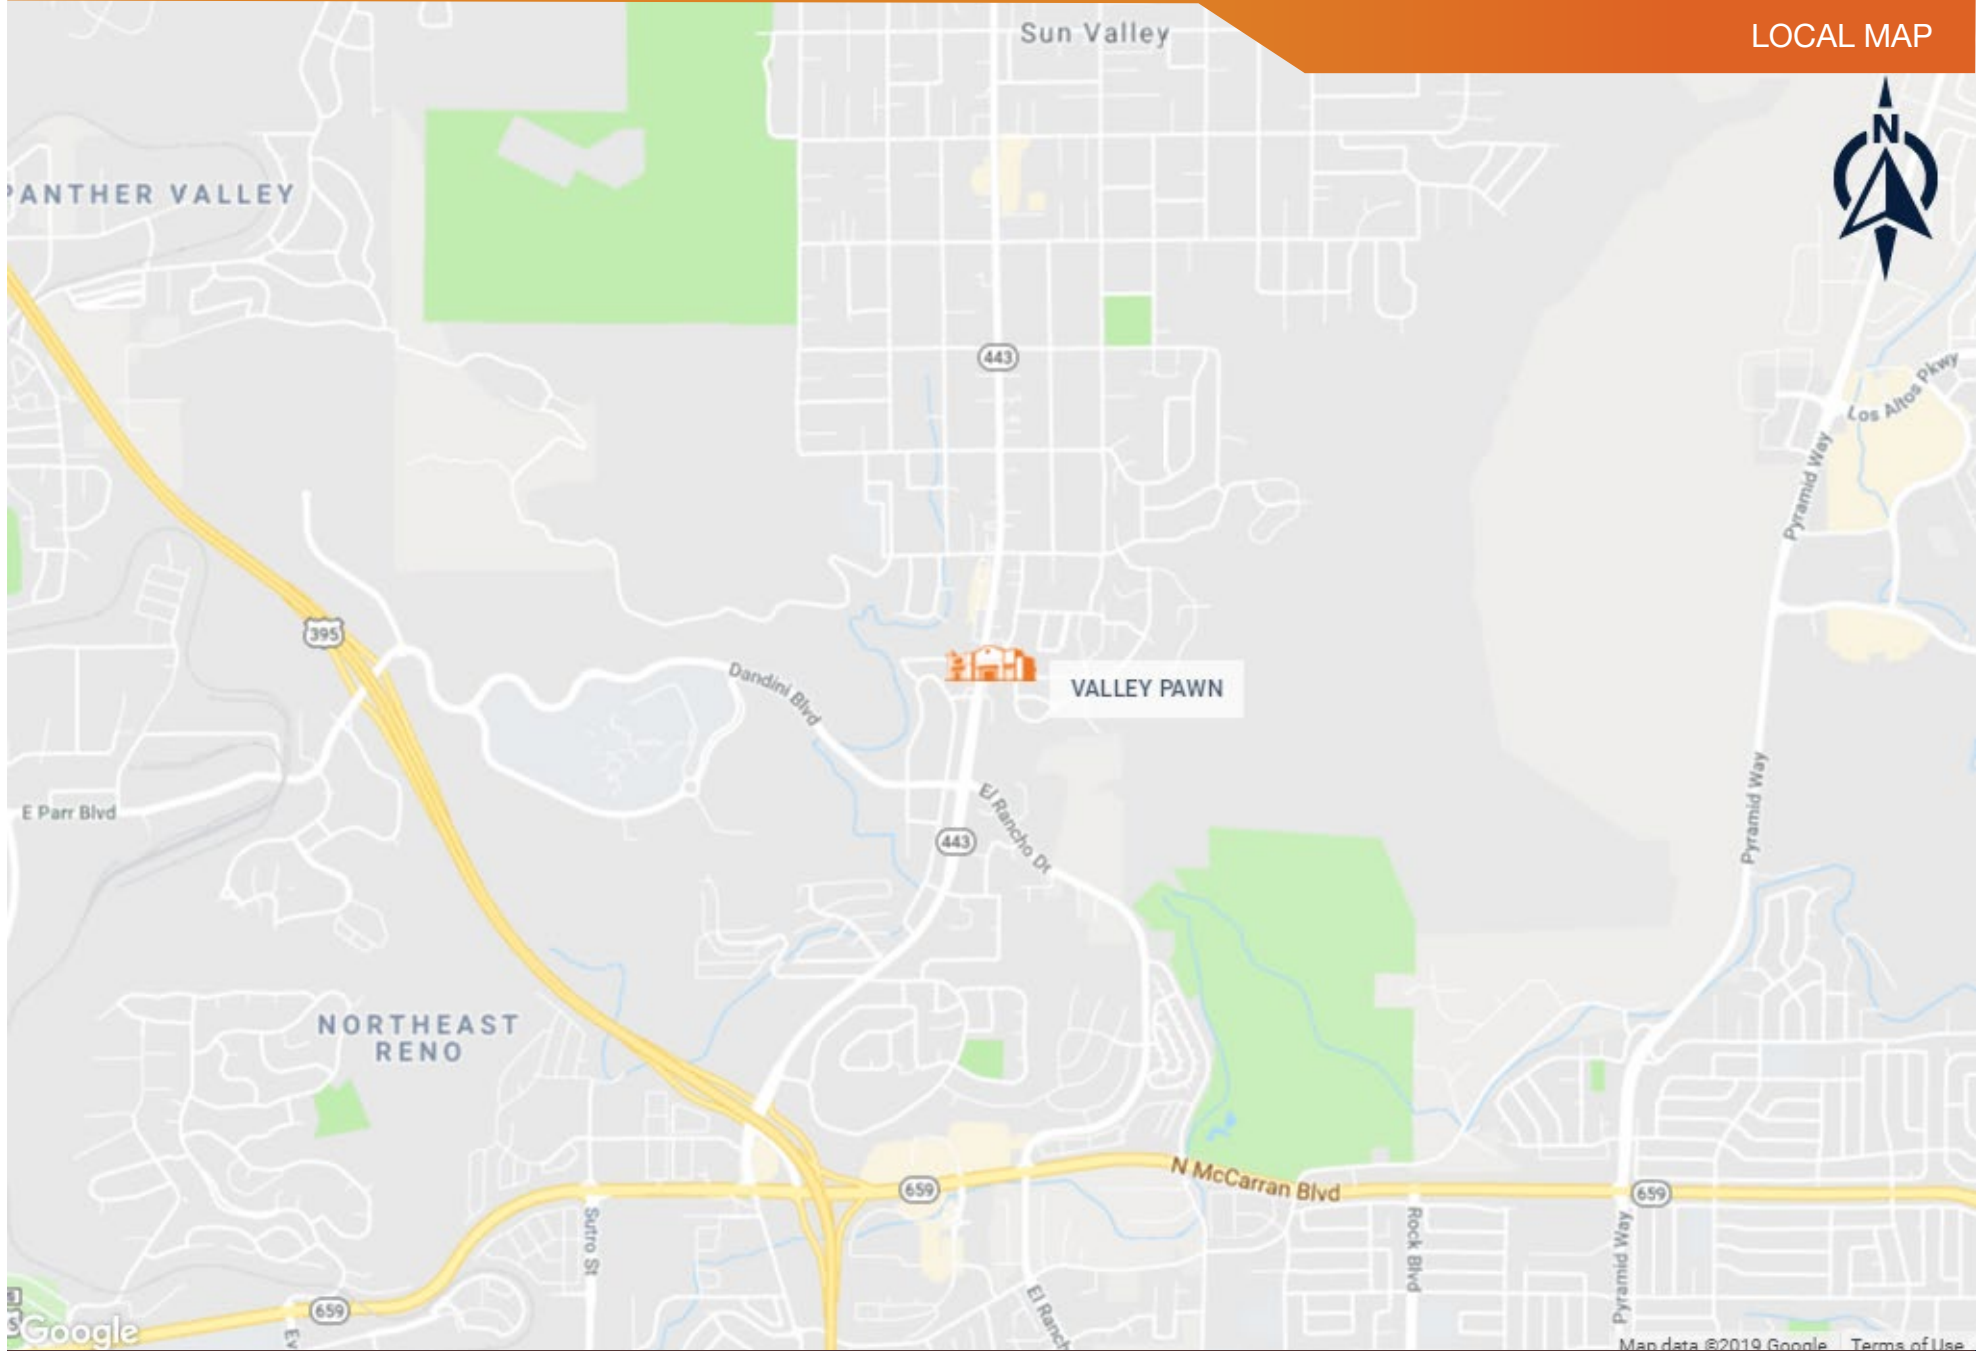 LOCAL MAP
Sun Valley
N
PANTHER VALLEY
443
Los Altos Pkwy
Pyramid Way
395
Dandini Blvd
VALLEY PAWN
E Parr Blvd
El Rancho Dr
443
Pyramid Way
NORTHEAST
RENO
N McCarran Blvd
659
659
Sutro St
Rock Blvd
Pyramid Way
El Ranch
659
Ev
Google
Map data ©2019 Google
Terms of Use